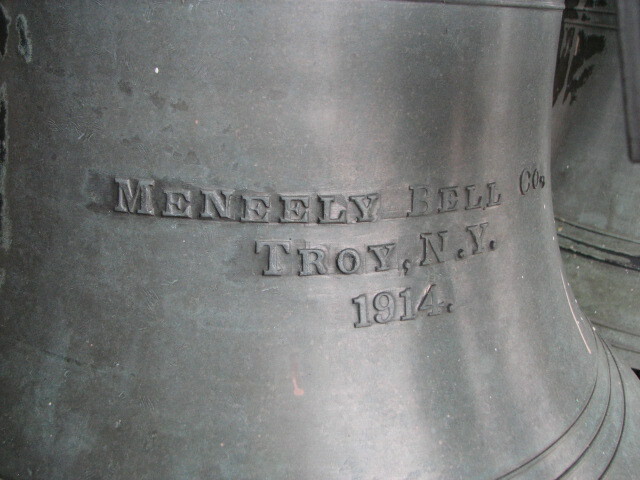 MENEELY BELL CO.
TROY, N.Y.
1914.